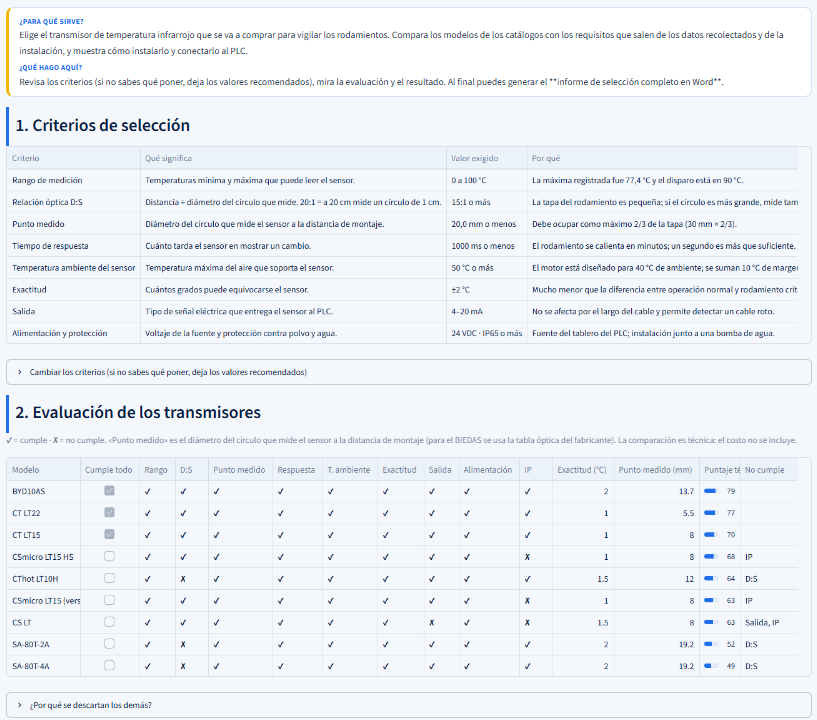 ¿PARA QUÉ SIRVE?
Elige el transmisor de temperatura infrarrojo que se va a comprar para vigilar los rodamientos. Compara los modelos de los catálogos con los requisitos que salen de los datos recolectados y de la
instalación, y muestra cómo instalarlo y conectarlo al PLC.
¿QUÉ HAGO AQUÍ?
Revisa los criterios (si no sabes qué poner, deja los valores recomendados), mira la evaluación y el resultado. Al final puedes generar el **informe de selección completo en Word**.
1. Criterios de selección
Criterio Qué significa Valor exigido Por qué
Rango de medición Temperaturas mínima y máxima que puede leer el sensor. 0 a 100 °C La máxima registrada fue 77,4 °C y el disparo está en 90 °C.
Relación óptica D:S Distancia ÷ diámetro del círculo que mide. 20:1 = a 20 cm mide un círculo de 1 cm. 15:1 o más La tapa del rodamiento es pequeña; si el círculo es más grande, mide tam
Punto medido Diámetro del círculo que mide el sensor a la distancia de montaje. 20,0 mm o menos Debe ocupar como máximo 2/3 de la tapa (30 mm × 2/3).
Tiempo de respuesta Cuánto tarda el sensor en mostrar un cambio. 1000 ms o menos El rodamiento se calienta en minutos; un segundo es más que suficiente.
Temperatura ambiente del sensor Temperatura máxima del aire que soporta el sensor. 50 °C o más El motor está diseñado para 40 °C de ambiente; se suman 10 °C de margen
Exactitud Cuántos grados puede equivocarse el sensor. ±2 °C Mucho menor que la diferencia entre operación normal y rodamiento crít
Salida Tipo de señal eléctrica que entrega el sensor al PLC. 4–20 mA No se afecta por el largo del cable y permite detectar un cable roto.
Alimentación y protección Voltaje de la fuente y protección contra polvo y agua. 24 VDC · IP65 o más Fuente del tablero del PLC; instalación junto a una bomba de agua.
› Cambiar los criterios (si no sabes qué poner, deja los valores recomendados)
2. Evaluación de los transmisores
✓ = cumple · ✗ = no cumple. «Punto medido» es el diámetro del círculo que mide el sensor a la distancia de montaje (para el BIEDAS se usa la tabla óptica del fabricante). La comparación es técnica: el costo no se incluye.
Modelo Cumple todo Rango D:S Punto medido Respuesta T. ambiente Exactitud Salida Alimentación IP Exactitud (°C) Punto medido (mm) Puntaje té No cumple
BYD10AS ✓ ✓ ✓ ✓ ✓ ✓ ✓ ✓ ✓ ✓ 2 13.7 79
CT LT22 ✓ ✓ ✓ ✓ ✓ ✓ ✓ ✓ ✓ ✓ 1 5.5 77
CT LT15 ✓ ✓ ✓ ✓ ✓ ✓ ✓ ✓ ✓ ✓ 1 8 70
CSmicro LT15 HS ✓ ✓ ✓ ✓ ✓ ✓ ✓ ✓ ✗ 1 8 68 IP
CThot LT10H ✓ ✗ ✓ ✓ ✓ ✓ ✓ ✓ ✓ 1.5 12 64 D:S
CSmicro LT15 (vers ✓ ✓ ✓ ✓ ✓ ✓ ✓ ✓ ✗ 1 8 63 IP
CS LT ✓ ✓ ✓ ✓ ✓ ✓ ✗ ✓ ✗ 1.5 8 63 Salida, IP
SA-80T-2A ✓ ✗ ✓ ✓ ✓ ✓ ✓ ✓ ✓ 2 19.2 52 D:S
SA-80T-4A ✓ ✗ ✓ ✓ ✓ ✓ ✓ ✓ ✓ 2 19.2 49 D:S
› ¿Por qué se descartan los demás?